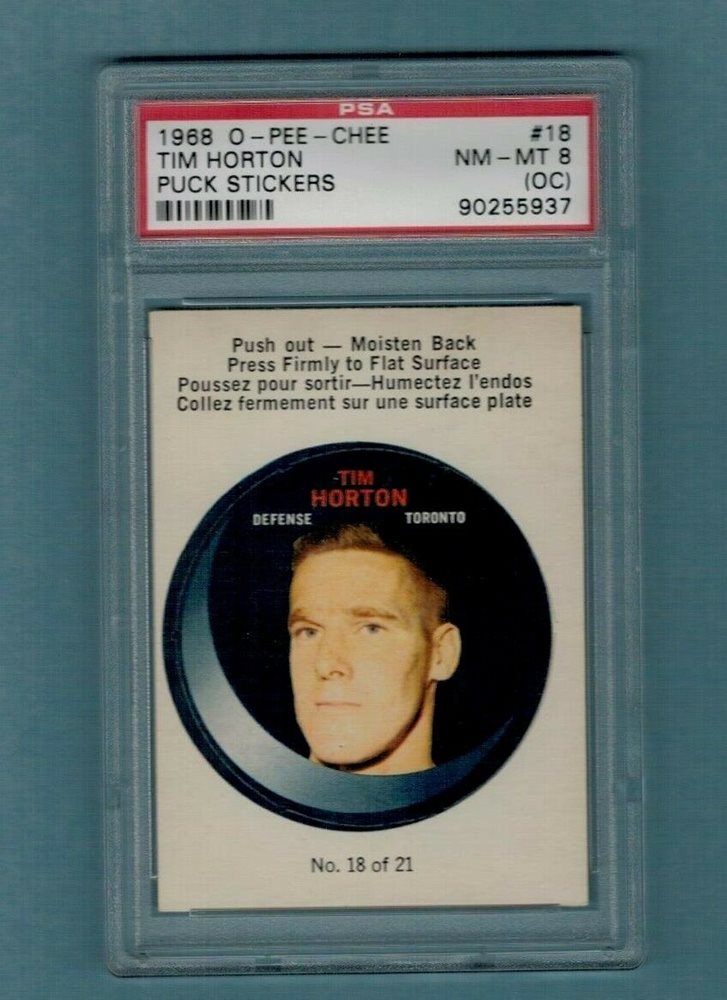 PSA
1968 O-PEE-CHEE #18
TIM HORTON NM-MT 8
PUCK STICKERS (OC)
90255937
Push out — Moisten Back
Press Firmly to Flat Surface
Poussez pour sortir—Humectez l'endos
Collez fermement sur une surface plate
TIM
HORTON
DEFENSE TORONTO
No. 18 of 21